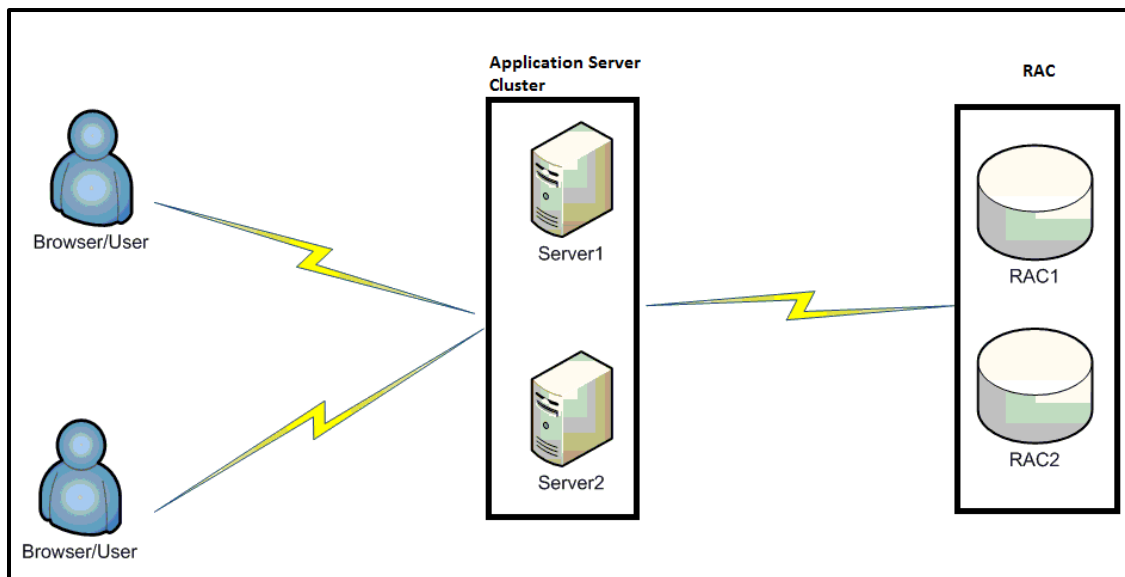 Application Server
Cluster
RAC
Browser/User
Server1
RAC1
Server2
RAC2
Browser/User